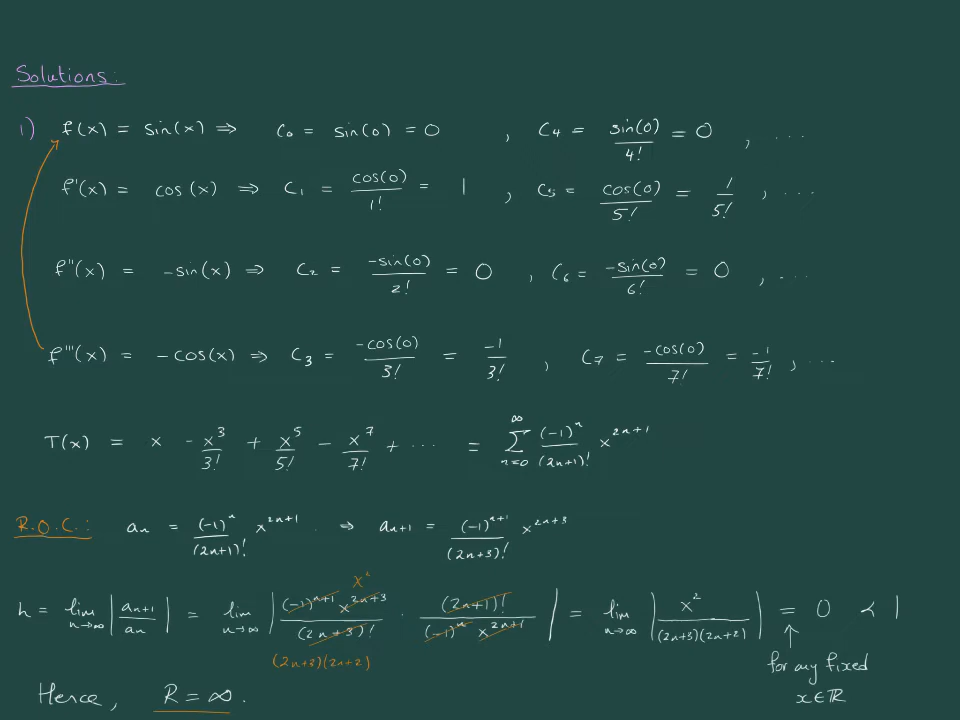 Solutions:
1) f(x) = sin(x) ⇒ C₀ = sin(0) = 0 , C₄ = sin(0)/4! = 0 , ...
f'(x) = cos(x) ⇒ C₁ = cos(0)/1! = 1 , C₅ = cos(0)/5! = 1/5! , ...
f''(x) = -sin(x) ⇒ C₂ = -sin(0)/2! = 0 , C₆ = -sin(0)/6! = 0 , ...
f'''(x) = -cos(x) ⇒ C₃ = -cos(0)/3! = -1/3! , C₇ = -cos(0)/7! = -1/7! , ...
T(x) = x - x³/3! + x⁵/5! - x⁷/7! + ... = ∑_{n=0}^{∞} (-1)ⁿ/(2n+1)! x²ⁿ⁺¹
R.O.C.: aₙ = (-1)ⁿ/(2n+1)! x²ⁿ⁺¹ ⇒ aₙ₊₁ = (-1)ⁿ⁺¹/(2n+3)! x²ⁿ⁺³
x²
h = lim_{n→∞} |aₙ₊₁/aₙ| = lim_{n→∞} |(-1)ⁿ⁺¹ x²ⁿ⁺³/(2n+3)! · (2n+1)!/(-1)ⁿ x²ⁿ⁺¹| = lim_{n→∞} |x²/(2n+3)(2n+2)| = 0 < 1
(2n+3)(2n+2)
for any fixed
x∈ℝ
Hence, R = ∞.